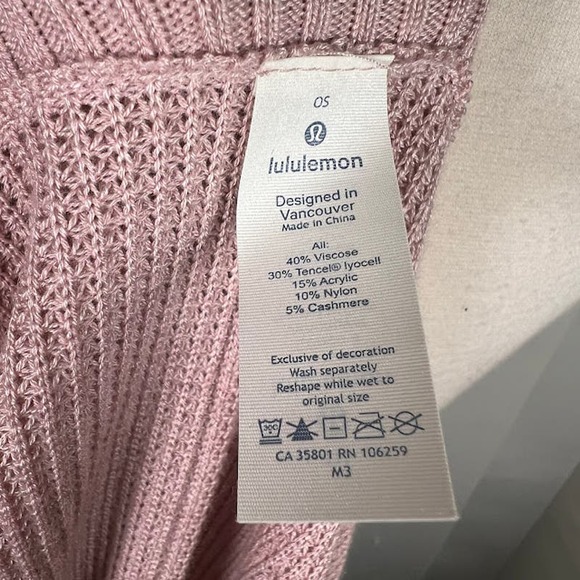 OS
lululemon
Designed in
Vancouver
Made in China
All:
40% Viscose
30% Tencel® lyocell
15% Acrylic
10% Nylon
5% Cashmere
Exclusive of decoration
Wash separately
Reshape while wet to
original size
30C
CA 35801 RN 106259
M3